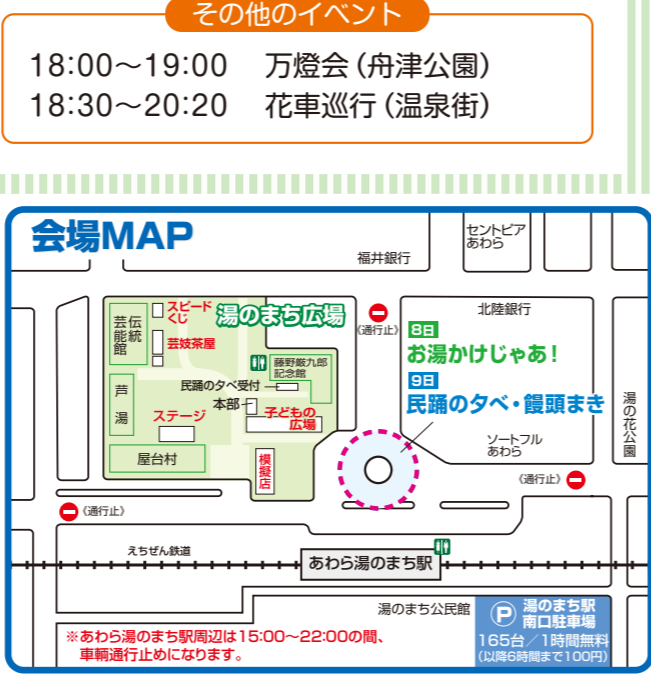 その他のイベント
18:00～19:00 万燈会(舟津公園)
18:30～20:20 花車巡行(温泉街)
会場MAP
福井銀行
セントピア
あわら
北陸銀行
芸能館
伝統
スピード
くじ
湯のまち広場
芸妓茶屋
《通行止》
8日
お湯かけじゃあ!
9日
民踊の夕べ・饅頭まき
藤野厳九郎
記念館
民踊の夕べ受付
本部
子どもの
広場
芦湯
ステージ
屋台村
模擬店
ソートフル
あわら
湯の花公園
《通行止》
《通行止》
えちぜん鉄道
あわら湯のまち駅
湯のまち公民館
P 湯のまち駅
南口駐車場
165台／1時間無料
(以降6時間まで100円)
※あわら湯のまち駅周辺は15:00～22:00の間、
車輌通行止めになります。